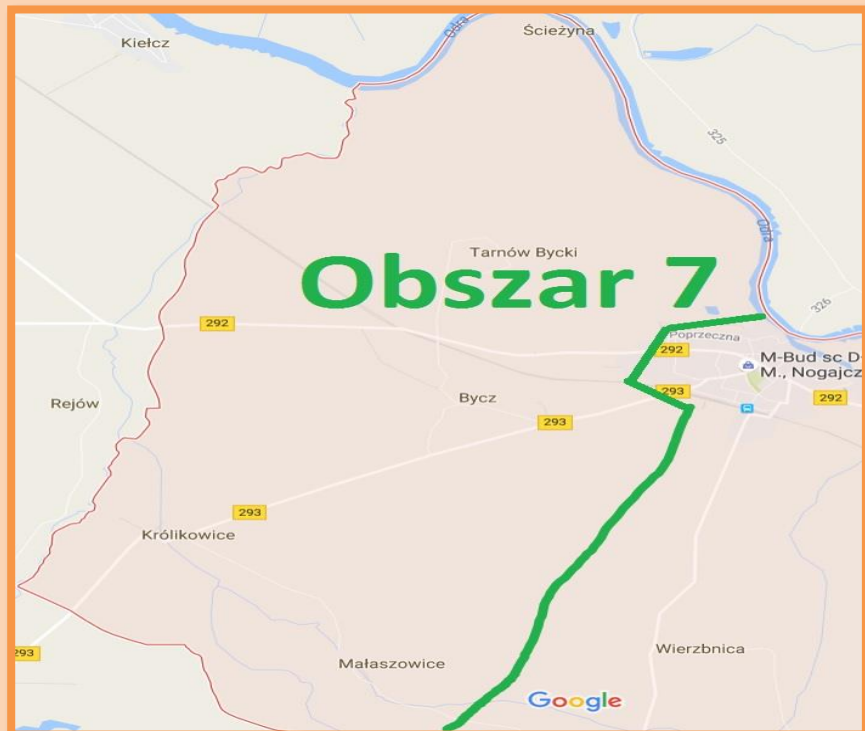 Kiełcz
Odra
Ścieżyna
325
Odra
Tarnów Bycki
Obszar 7
326
292
Poprzeczna
292
M-Bud sc D
M., Nogajcz
Rejów
Bycz
293
292
293
293
Królikowice
293
Małaszowice
Wierzbnica
Google